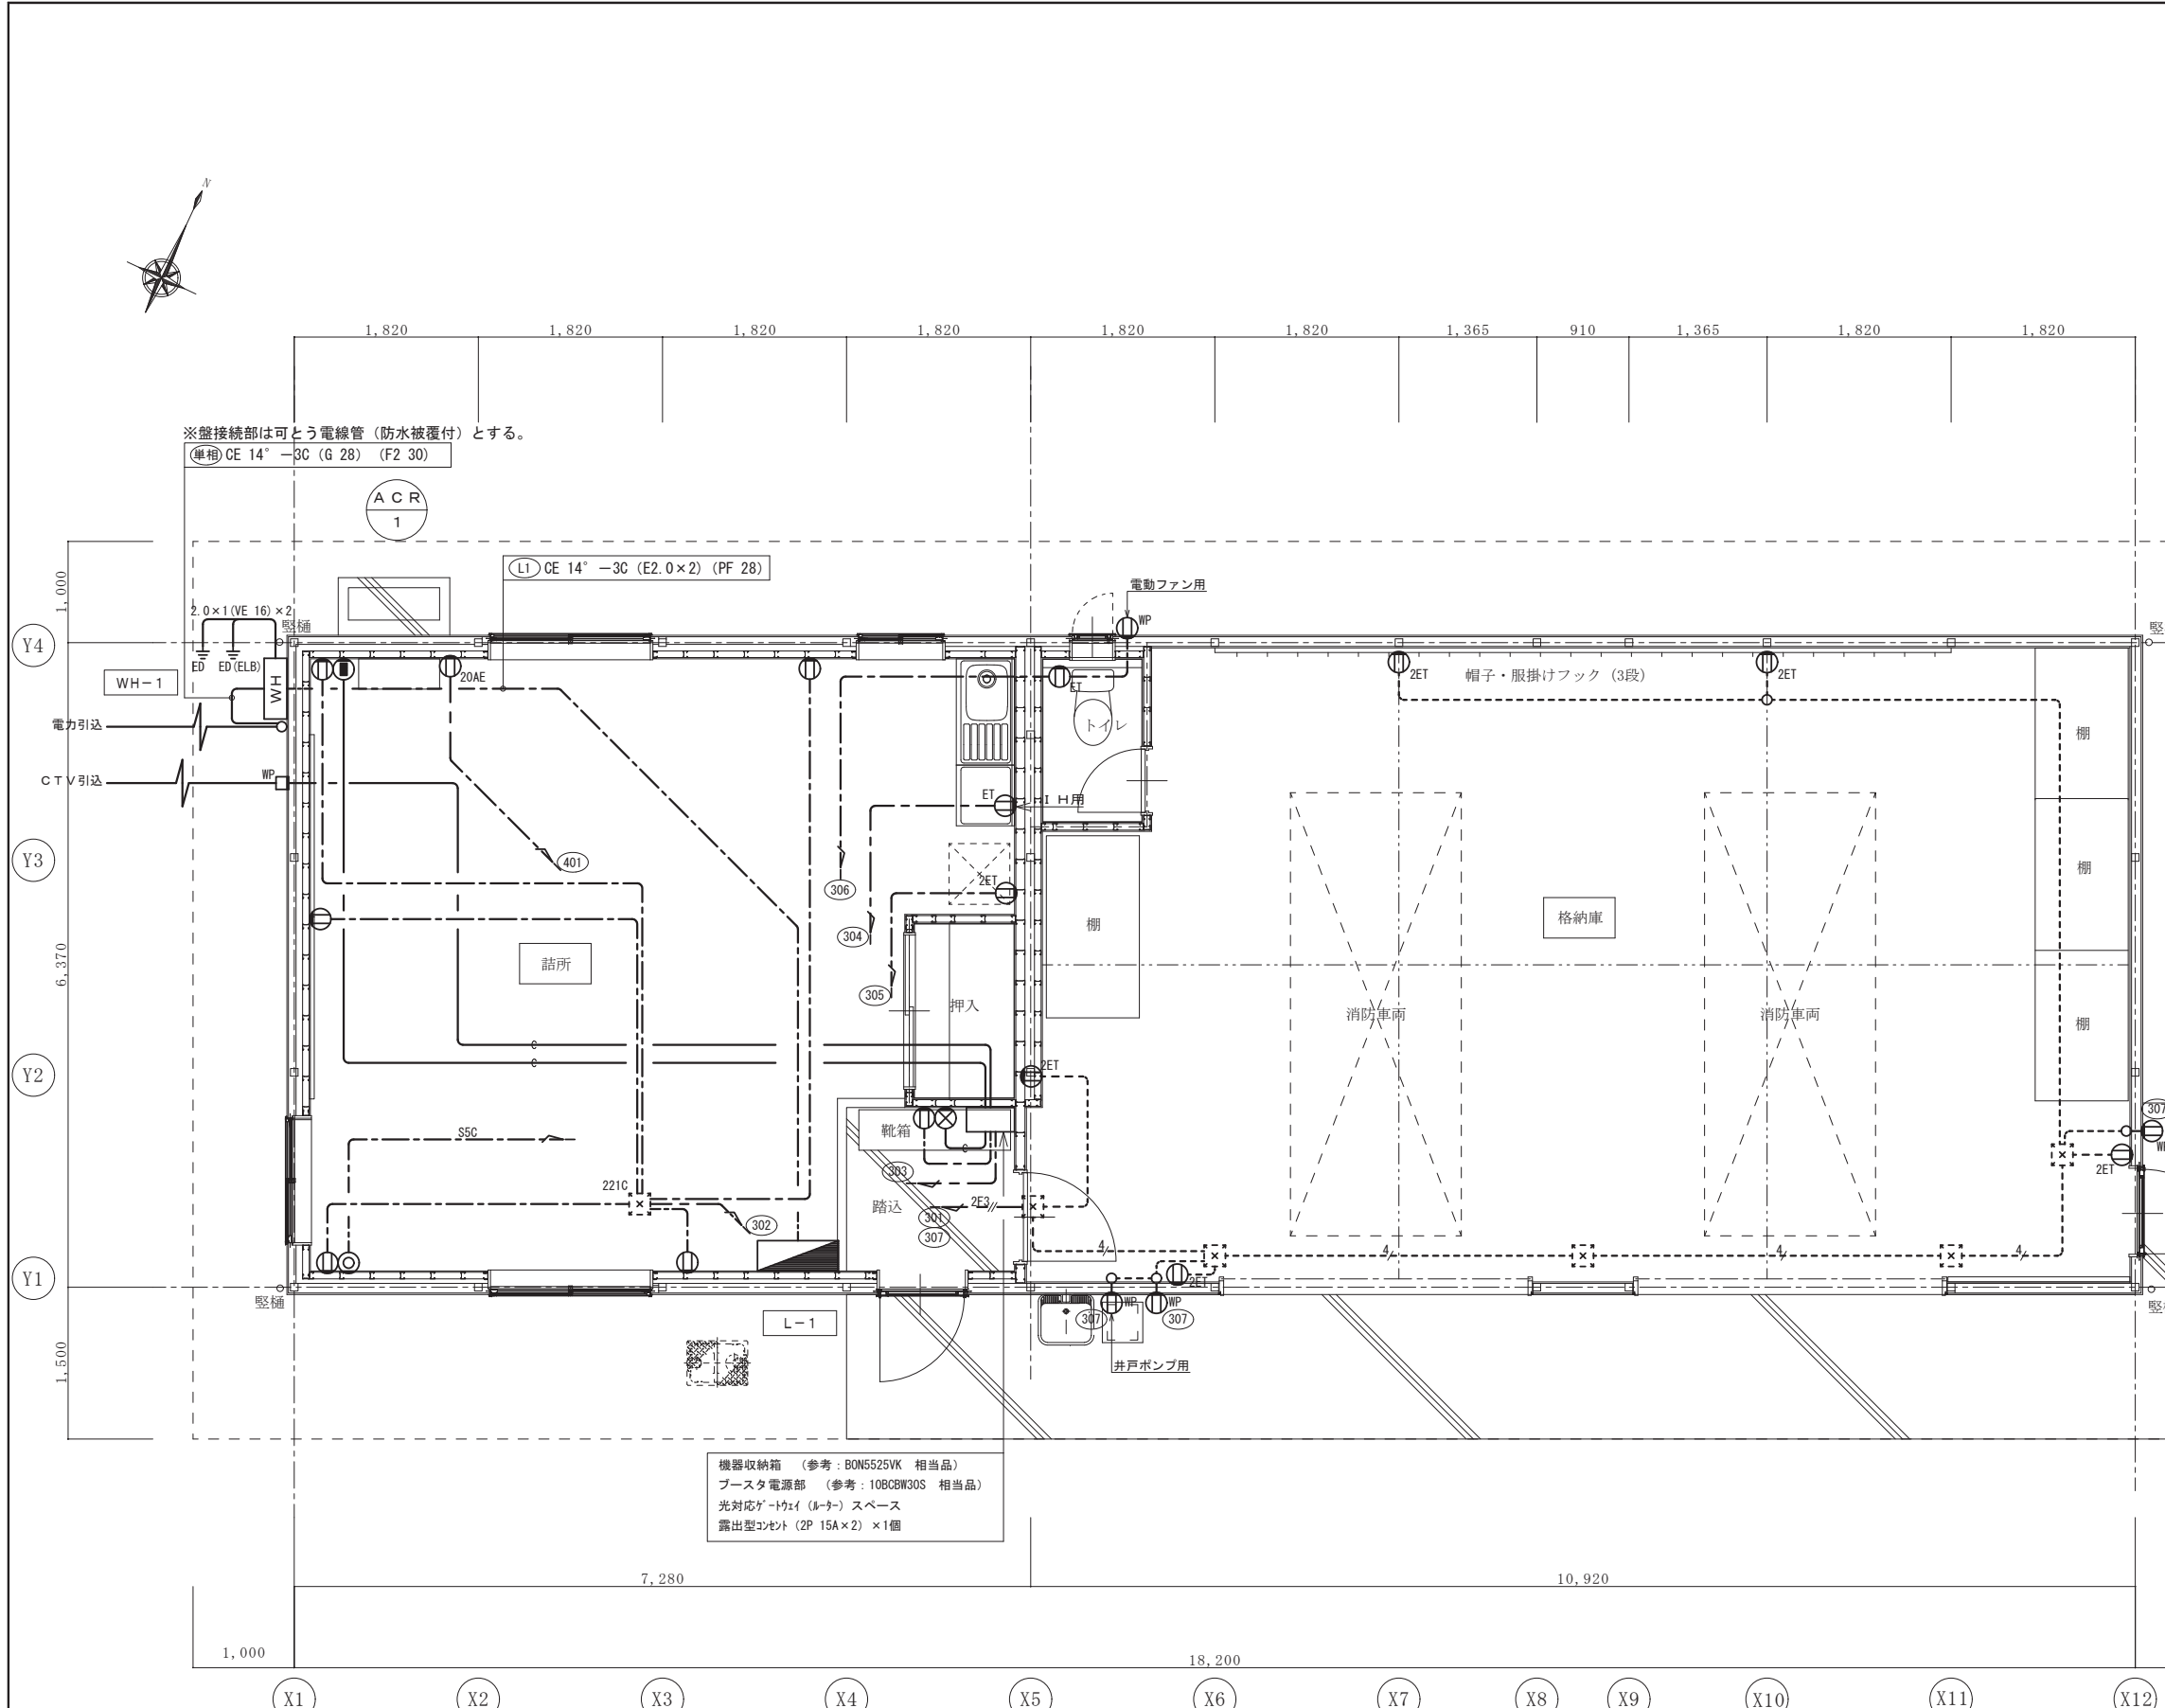 N
1,820 1,820 1,820 1,820 1,820 1,820 1,365 910 1,365 1,820 1,820
※盤接続部は可とう電線管（防水被覆付）とする。
単相 CE 14° －3C (G 28) (F2 30)
ACR
1
L1 CE 14° －3C (E2.0×2) (PF 28)
電動ファン用
WP
1,000
2.0×1(VE 16)×2
竪樋
Y4
ED ED(ELB)
WH
WH－1
20AE
ET
2ET
帽子・服掛けフック（3段）
2ET
トイレ
棚
電力引込
CTV引込
WP
ET
ＩＨ用
401
Y3
306
2ET
棚
304
棚
格納庫
6,370
詰所
305
押入
消防車両
消防車両
棚
C
C
Y2
2ET
307
靴箱
S5C
C
303
2ET
221C
踏込
2E3
301
302
307
4
4
4
4
Y1
2ET
竪樋
WP
WP
307
307
L－1
1,500
井戸ポンプ用
機器収納箱　（参考：BON5525VK　相当品）
ブースタ電源部　（参考：10BCBW30S　相当品）
光対応ｹﾞｰﾄｳｪｲ（ﾙｰﾀｰ）スペース
露出型ｺﾝｾﾝﾄ（2P 15A×2）×1個
7,280 10,920
1,000
18,200
X1 X2 X3 X4 X5 X6 X7 X8 X9 X10 X11 X12